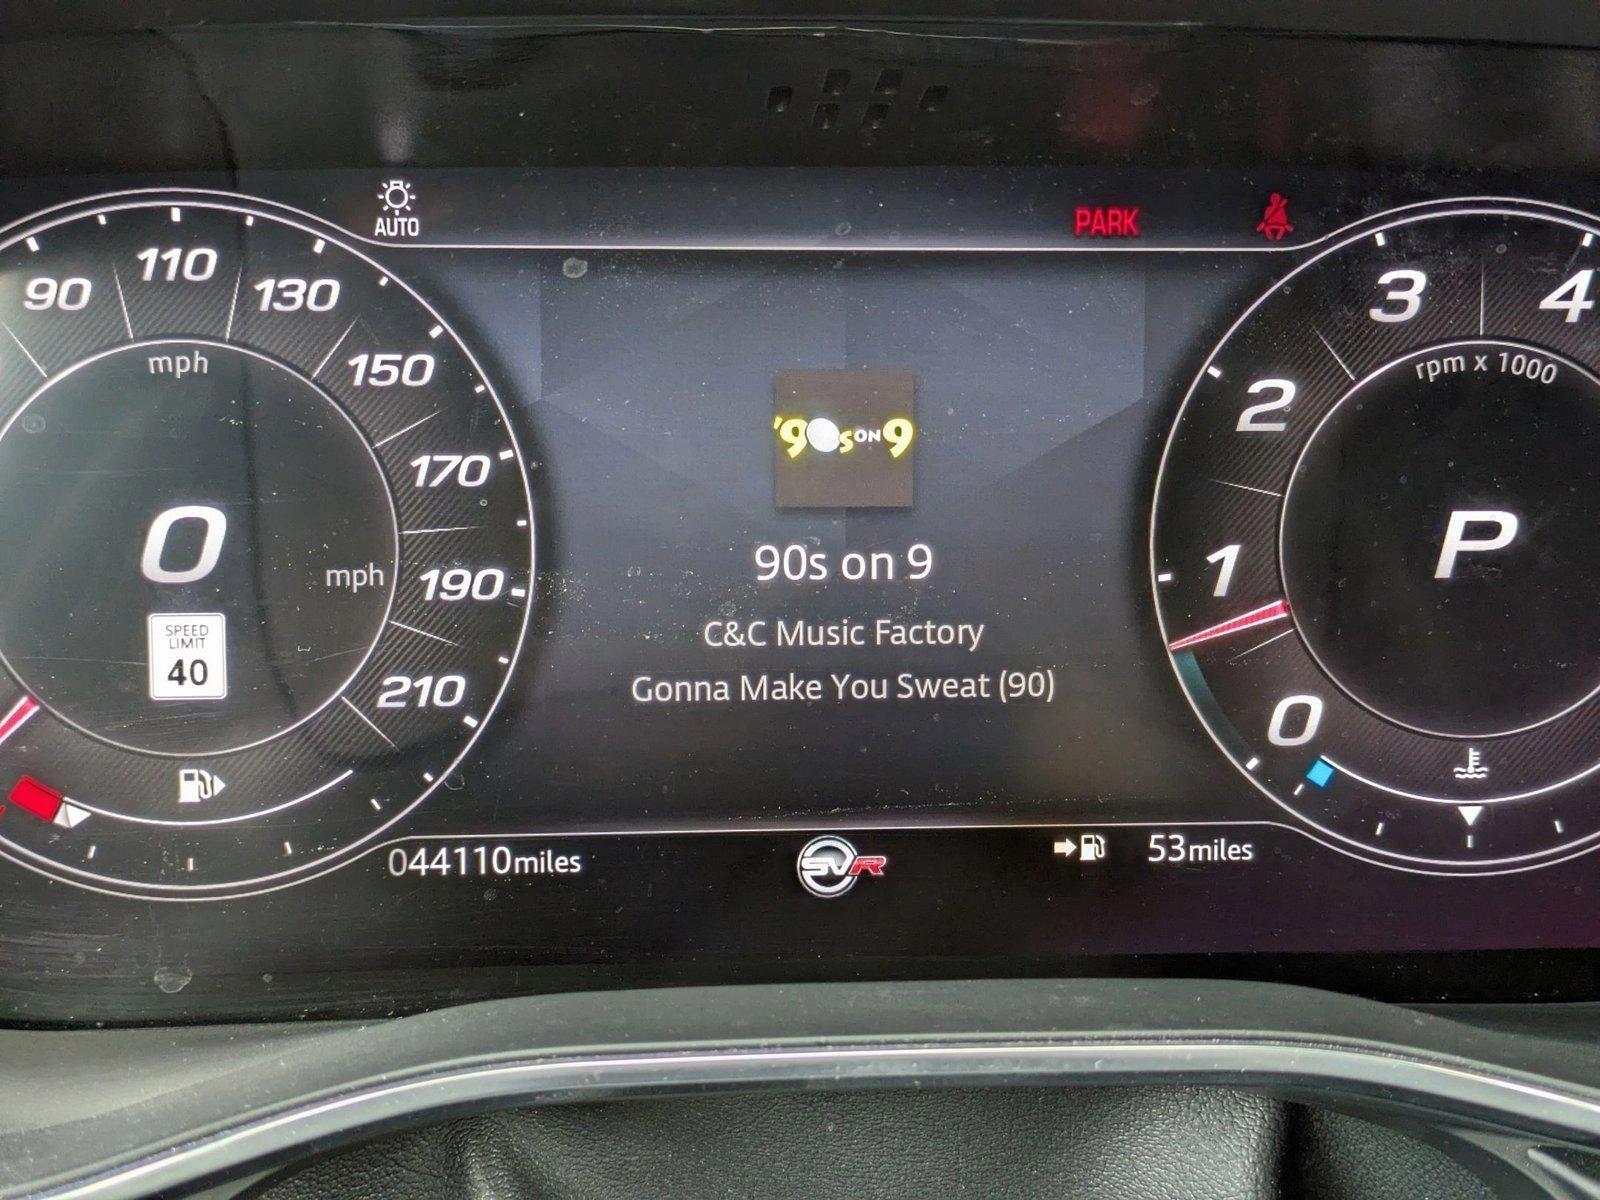 AUTO
PARK
90
110
130
150
170
190
210
mph
0
mph
SPEED
LIMIT
40
'90s ON 9
90s on 9
C&C Music Factory
Gonna Make You Sweat (90)
0
1
2
3
4
rpm x 1000
P
044110miles
SVR
53miles